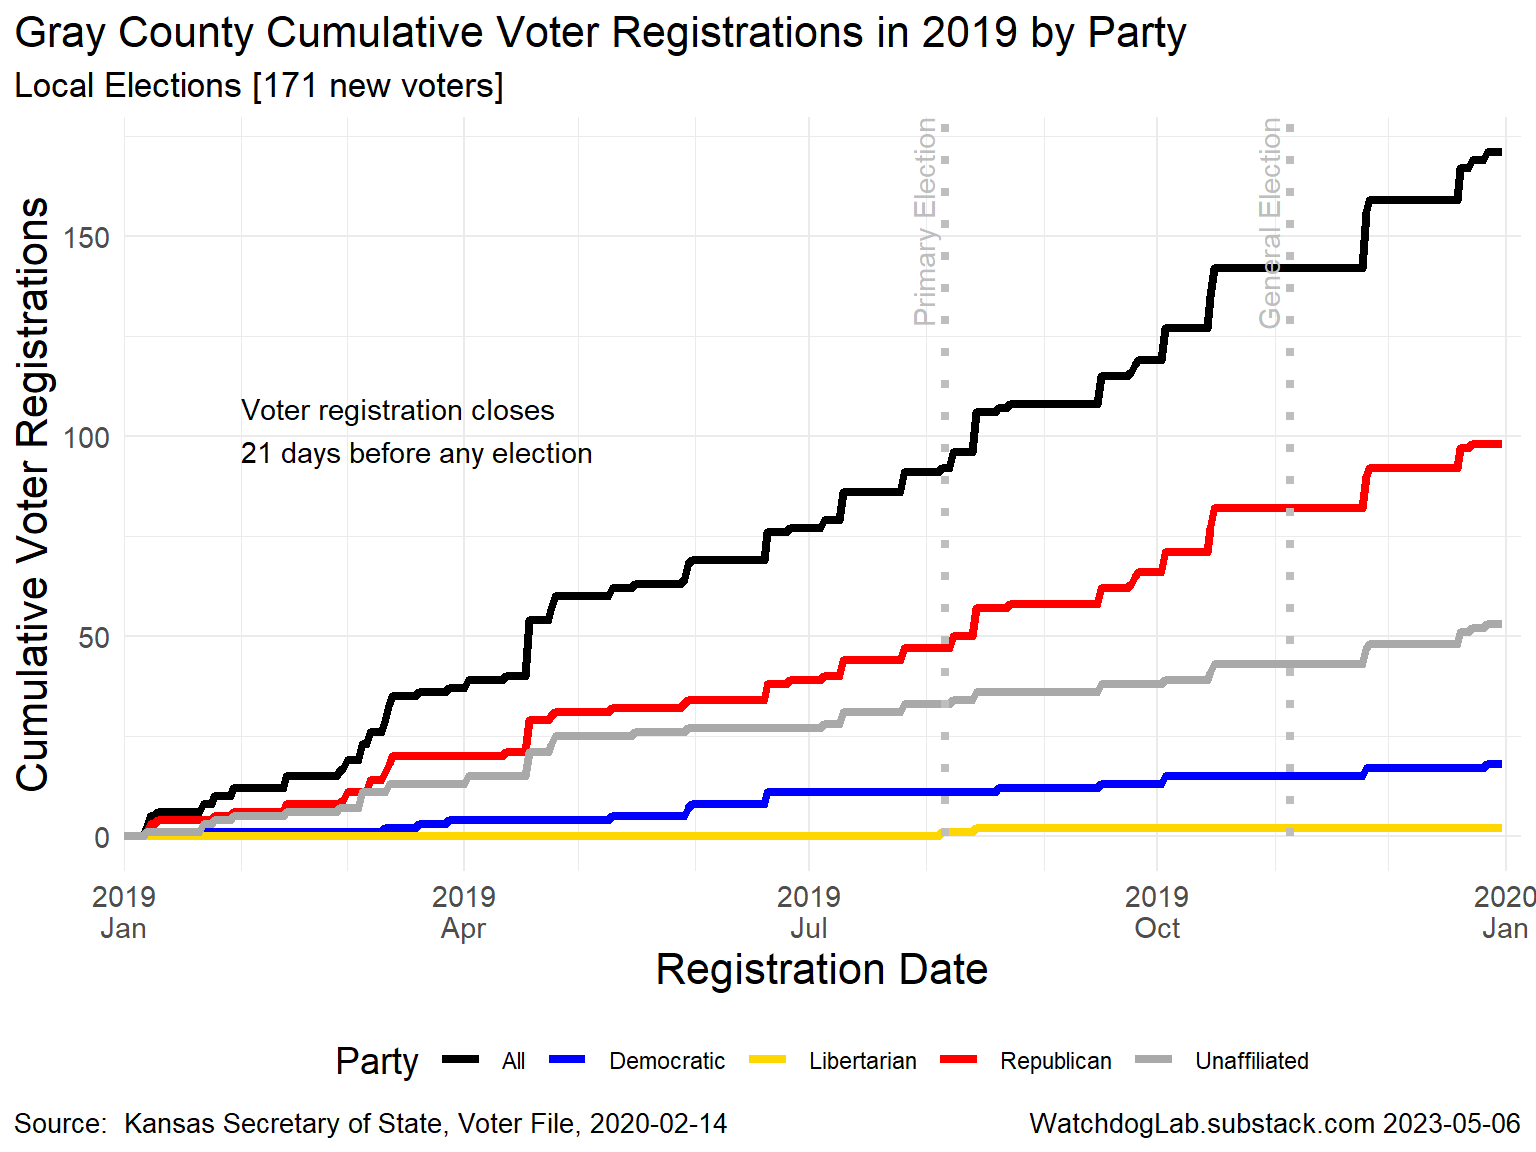 Gray County Cumulative Voter Registrations in 2019 by Party
Local Elections [171 new voters]
Cumulative Voter Registrations
150
100
50
0
Primary Election
General Election
Voter registration closes
21 days before any election
2019
Jan
2019
Apr
2019
Jul
2019
Oct
2020
Jan
Registration Date
Party
All
Democratic
Libertarian
Republican
Unaffiliated
Source:  Kansas Secretary of State, Voter File, 2020-02-14
WatchdogLab.substack.com 2023-05-06